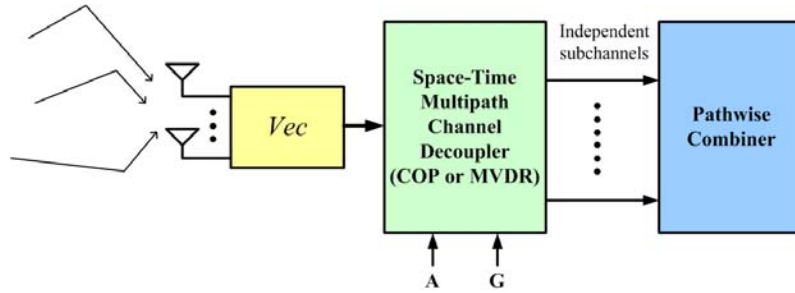 Independent
subchannels
Vec
Space-Time
Multipath
Channel
Decoupler
(COP or MVDR)
Pathwise
Combiner
A
G